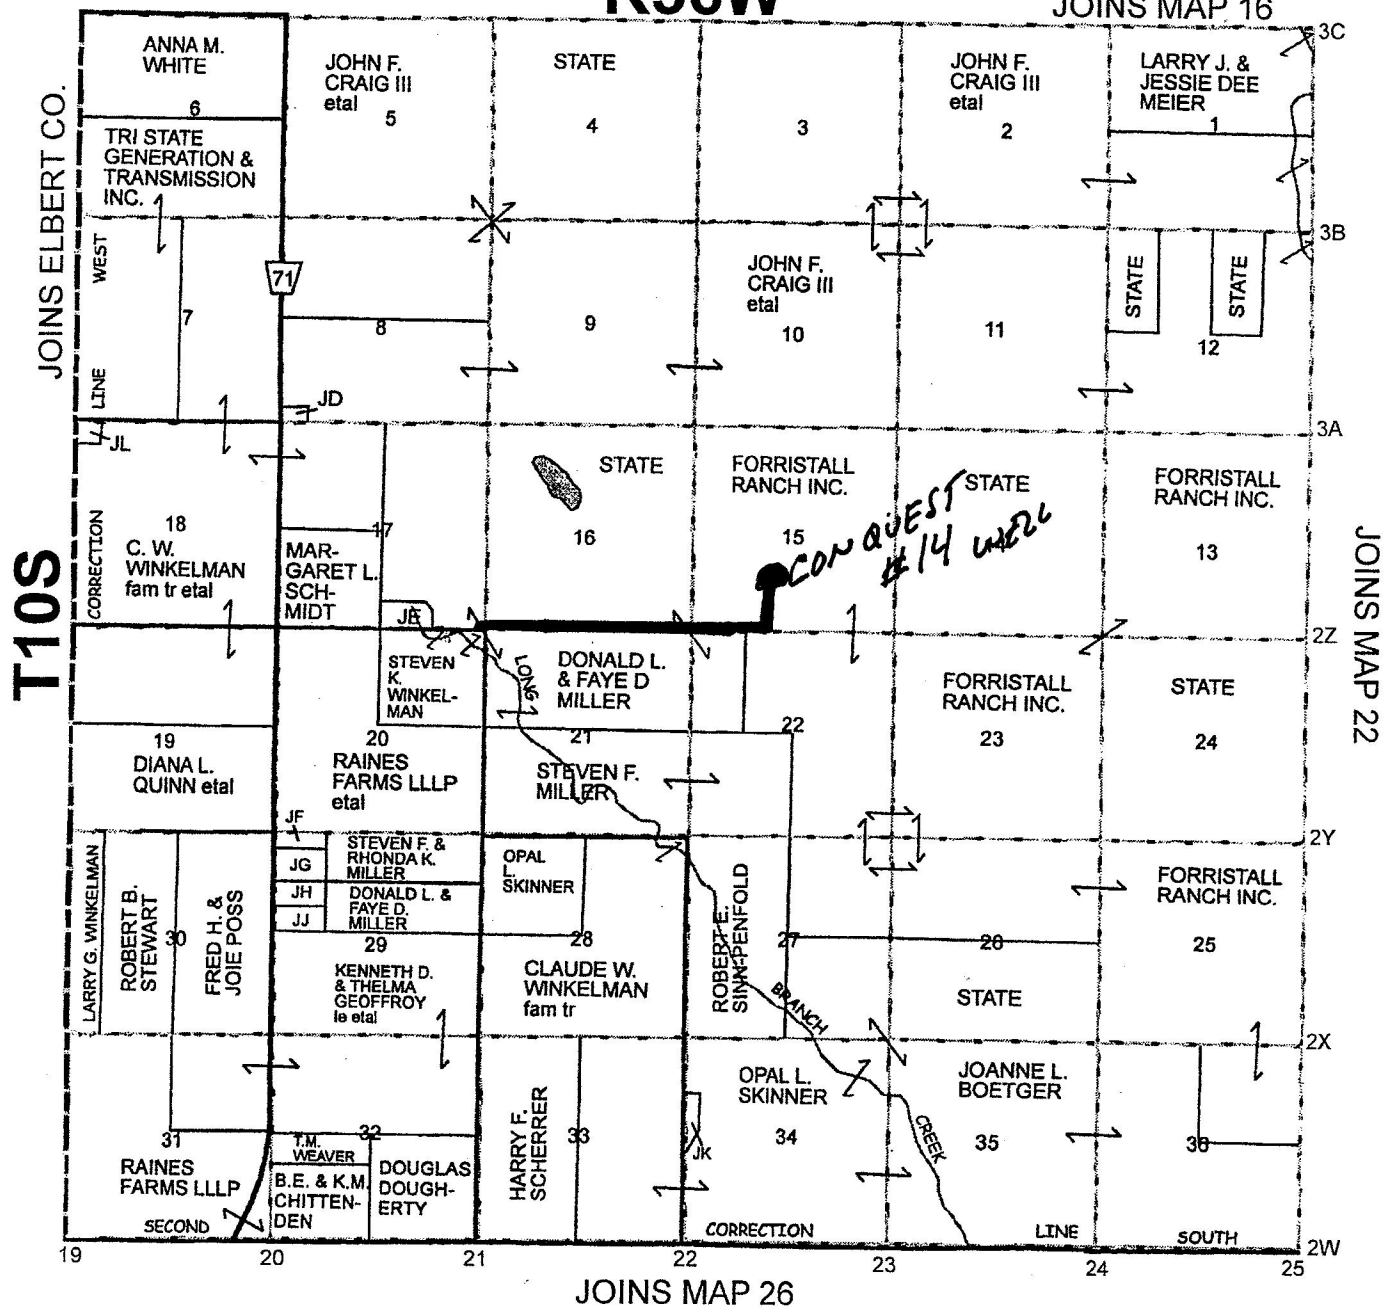 JOINS MAP 16
3C
ANNA M.
WHITE
6
JOHN F.
CRAIG III
etal
5
STATE
4
3
JOHN F.
CRAIG III
etal
2
LARRY J. &
JESSIE DEE
MEIER
1
JOINS ELBERT CO.
TRI STATE
GENERATION &
TRANSMISSION
INC.
3B
WEST
LINE
CORRECTION
7
71
8
9
JOHN F.
CRAIG III
etal
10
11
STATE
STATE
12
JD
JL
3A
T10S
18
C. W.
WINKELMAN
fam tr etal
17
MAR-
GARET L.
SCH-
MIDT
JE
STATE
16
FORRISTALL
RANCH INC.
15
CONQUEST
#14 WELL
STATE
FORRISTALL
RANCH INC.
13
JOINS MAP 22
2Z
19
DIANA L.
QUINN etal
STEVEN
K.
WINKEL-
MAN
20
RAINES
FARMS LLLP
etal
LONG
DONALD L.
& FAYE D
MILLER
21
STEVEN F.
MILLER
22
FORRISTALL
RANCH INC.
23
STATE
24
2Y
LARRY G. WINKELMAN
ROBERT B.
STEWART
30
FRED H. &
JOIE POSS
JF
JG
JH
JJ
STEVEN F. &
RHONDA K.
MILLER
DONALD L. &
FAYE D.
MILLER
29
KENNETH D.
& THELMA
GEOFFROY
le etal
OPAL
L.
SKINNER
28
CLAUDE W.
WINKELMAN
fam tr
ROBERT E.
SINN-PENFOLD
27
BRANCH
26
STATE
FORRISTALL
RANCH INC.
25
2X
31
RAINES
FARMS LLLP
SECOND
32
T.M.
WEAVER
B.E. & K.M.
CHITTEN-
DEN
DOUGLAS
DOUGH-
ERTY
HARRY F.
SCHERRER
33
JK
OPAL L.
SKINNER
34
CREEK
JOANNE L.
BOETGER
35
36
CORRECTION
LINE
SOUTH
2W
19
20
21
22
23
24
25
JOINS MAP 26